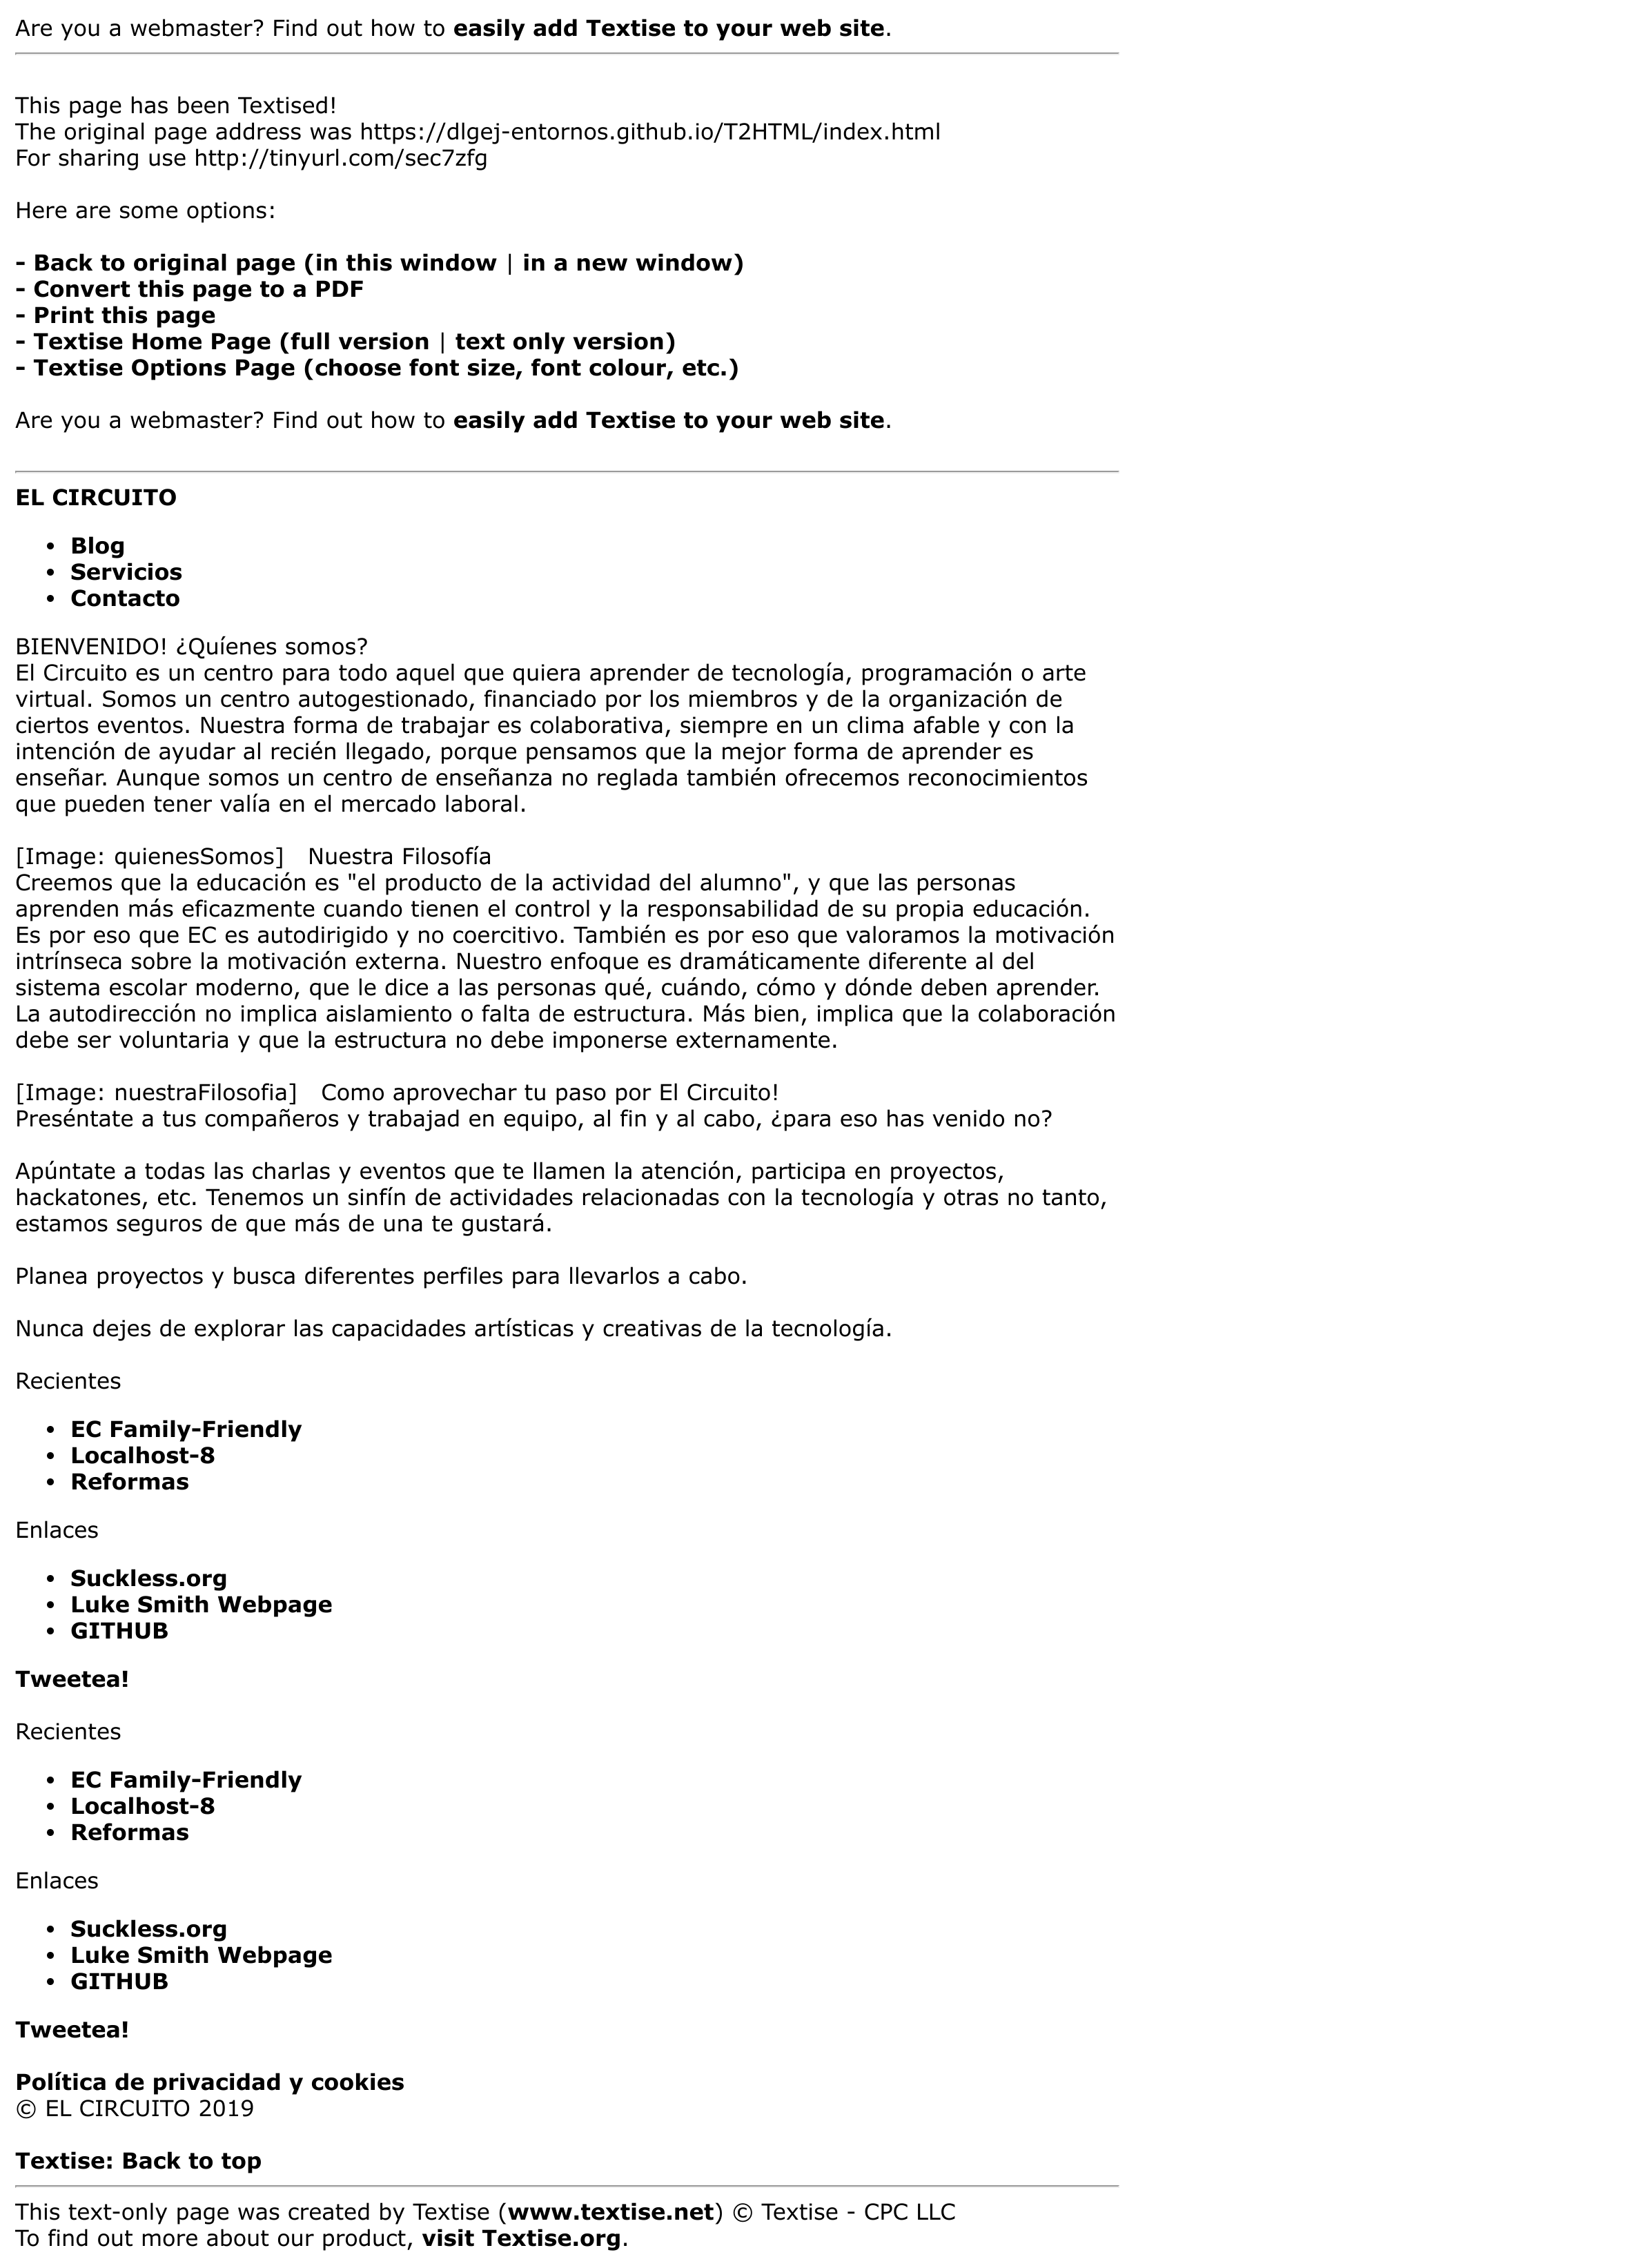 Are you a webmaster? Find out how to easily add Textise to your web site.
This page has been Textised!
The original page address was https://dlgej-entornos.github.io/T2HTML/index.html
For sharing use http://tinyurl.com/sec7zfg
Here are some options:
- Back to original page (in this window | in a new window)
- Convert this page to a PDF
- Print this page
- Textise Home Page (full version | text only version)
- Textise Options Page (choose font size, font colour, etc.)
Are you a webmaster? Find out how to easily add Textise to your web site.
EL CIRCUITO
• Blog
• Servicios
• Contacto
BIENVENIDO! ¿Quíenes somos?
El Circuito es un centro para todo aquel que quiera aprender de tecnología, programación o arte
virtual. Somos un centro autogestionado, financiado por los miembros y de la organización de
ciertos eventos. Nuestra forma de trabajar es colaborativa, siempre en un clima afable y con la
intención de ayudar al recién llegado, porque pensamos que la mejor forma de aprender es
enseñar. Aunque somos un centro de enseñanza no reglada también ofrecemos reconocimientos
que pueden tener valía en el mercado laboral.
[Image: quienesSomos]   Nuestra Filosofía
Creemos que la educación es "el producto de la actividad del alumno", y que las personas
aprenden más eficazmente cuando tienen el control y la responsabilidad de su propia educación.
Es por eso que EC es autodirigido y no coercitivo. También es por eso que valoramos la motivación
intrínseca sobre la motivación externa. Nuestro enfoque es dramáticamente diferente al del
sistema escolar moderno, que le dice a las personas qué, cuándo, cómo y dónde deben aprender.
La autodirección no implica aislamiento o falta de estructura. Más bien, implica que la colaboración
debe ser voluntaria y que la estructura no debe imponerse externamente.
[Image: nuestraFilosofia]   Como aprovechar tu paso por El Circuito!
Preséntate a tus compañeros y trabajad en equipo, al fin y al cabo, ¿para eso has venido no?
Apúntate a todas las charlas y eventos que te llamen la atención, participa en proyectos,
hackatones, etc. Tenemos un sinfín de actividades relacionadas con la tecnología y otras no tanto,
estamos seguros de que más de una te gustará.
Planea proyectos y busca diferentes perfiles para llevarlos a cabo.
Nunca dejes de explorar las capacidades artísticas y creativas de la tecnología.
Recientes
• EC Family-Friendly
• Localhost-8
• Reformas
Enlaces
• Suckless.org
• Luke Smith Webpage
• GITHUB
Tweetea!
Recientes
• EC Family-Friendly
• Localhost-8
• Reformas
Enlaces
• Suckless.org
• Luke Smith Webpage
• GITHUB
Tweetea!
Política de privacidad y cookies
© EL CIRCUITO 2019
Textise: Back to top
This text-only page was created by Textise (www.textise.net) © Textise - CPC LLC
To find out more about our product, visit Textise.org.